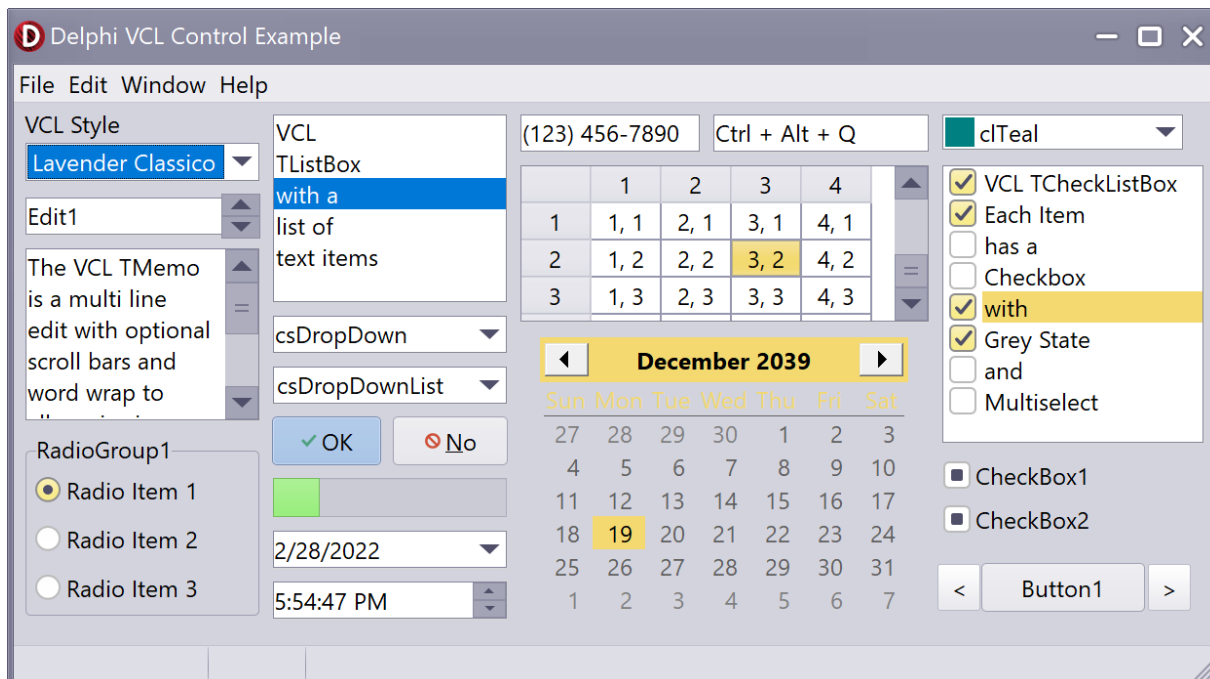 Delphi VCL Control Example
File Edit Window Help
VCL Style
Lavender Classico
Edit1
The VCL TMemo
is a multi line
edit with optional
scroll bars and
word wrap to
RadioGroup1
Radio Item 1
Radio Item 2
Radio Item 3
VCL
TListBox
with a
list of
text items
csDropDown
csDropDownList
OK
No
2/28/2022
5:54:47 PM
(123) 456-7890
Ctrl + Alt + Q
1 2 3 4
1 1, 1 2, 1 3, 1 4, 1
2 1, 2 2, 2 3, 2 4, 2
3 1, 3 2, 3 3, 3 4, 3
December 2039
Sun Mon Tue Wed Thu Fri Sat
27 28 29 30 1 2 3
4 5 6 7 8 9 10
11 12 13 14 15 16 17
18 19 20 21 22 23 24
25 26 27 28 29 30 31
1 2 3 4 5 6 7
clTeal
VCL TCheckListBox
Each Item
has a
Checkbox
with
Grey State
and
Multiselect
CheckBox1
CheckBox2
< Button1 >